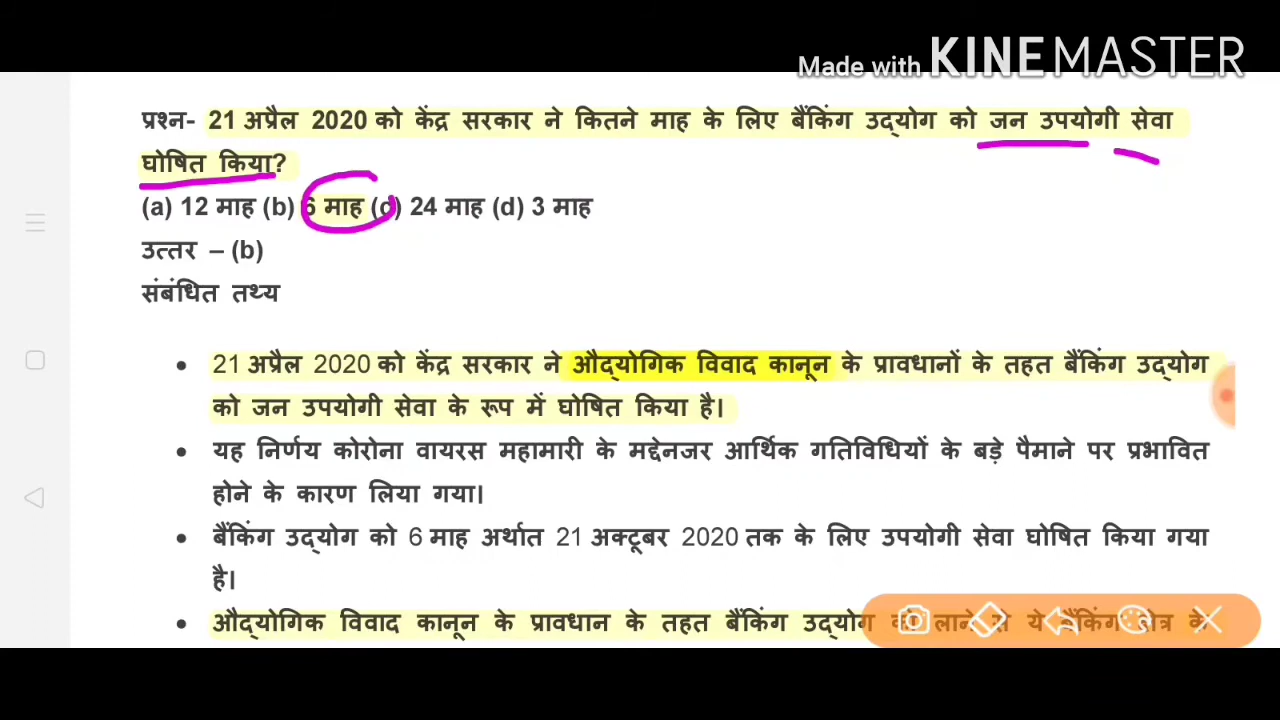 Made with KINEMASTER
प्रश्न- 21 अप्रैल 2020 को केंद्र सरकार ने कितने माह के लिए बैंकिंग उद्योग को जन उपयोगी सेवा
घोषित किया?
(a) 12 माह (b) 6 माह (c) 24 माह (d) 3 माह
उत्तर – (b)
संबंधित तथ्य
• 21 अप्रैल 2020 को केंद्र सरकार ने औद्योगिक विवाद कानून के प्रावधानों के तहत बैंकिंग उद्योग
को जन उपयोगी सेवा के रूप में घोषित किया है।
• यह निर्णय कोरोना वायरस महामारी के मद्देनजर आर्थिक गतिविधियों के बड़े पैमाने पर प्रभावित
होने के कारण लिया गया।
• बैंकिंग उद्योग को 6 माह अर्थात 21 अक्टूबर 2020 तक के लिए उपयोगी सेवा घोषित किया गया
है।
• औद्योगिक विवाद कानून के प्रावधान के तहत बैंकिंग उद्योग को लाने से ये बैंकिंग क्षेत्र के